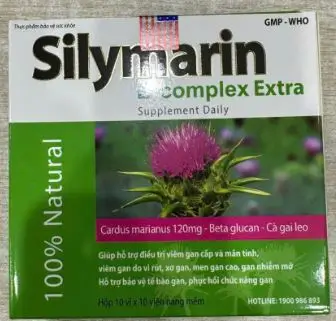 Thực phẩm bảo vệ sức khỏe
GMP - WHO
Silymarin
complex Extra
Supplement Daily
100% Natural
Cardus marianus 120mg - Beta glucan - Cà gai leo
Giúp hỗ trợ điều trị viêm gan cấp và mãn tính,
viêm gan do vi rút, xơ gan, men gan cao, gan nhiễm mỡ
Hỗ trợ bảo vệ tế bào gan, phục hồi chức năng gan
Hộp 10 vỉ x 10 viên nang mềm
HOTLINE: 1900 986 893